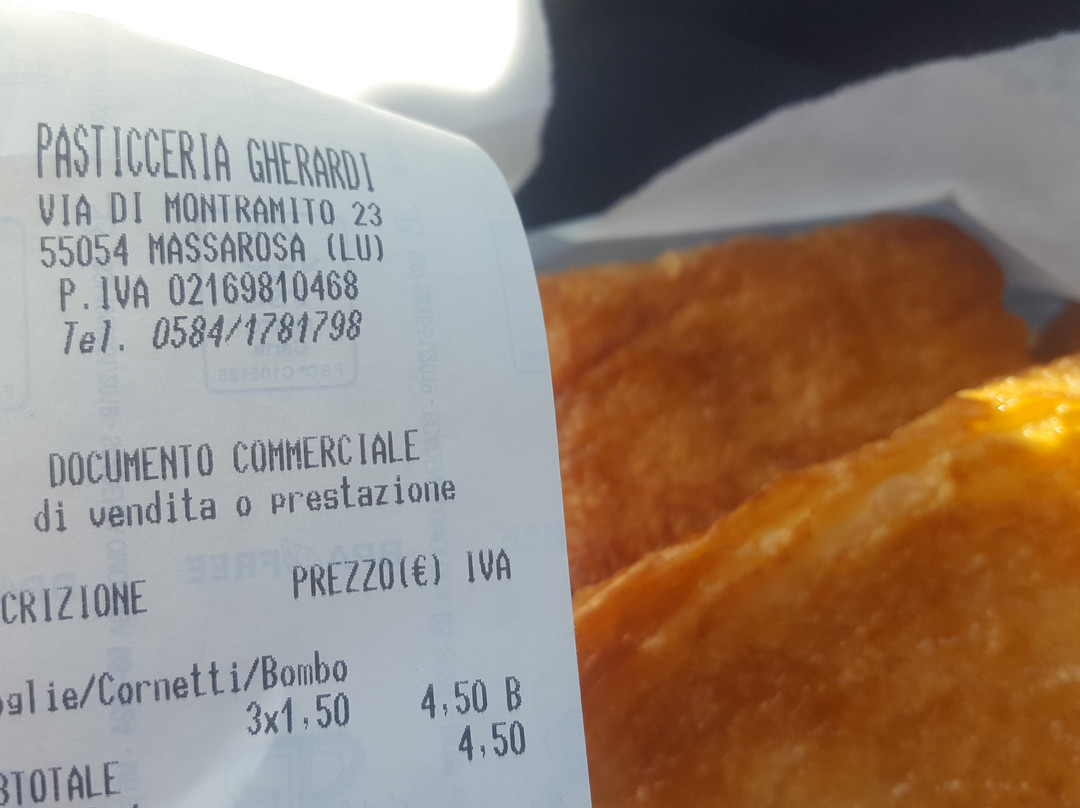 PASTICCERIA GHERARDI
VIA DI MONTRAMITO 23
55054 MASSAROSA (LU)
P.IVA 02169810468
Tel. 0584/1781798
DOCUMENTO COMMERCIALE
di vendita o prestazione
CRIZIONE PREZZO(€) IVA
glie/Cornetti/Bombo
3x1,50 4,50 B
BTOTALE 4,50